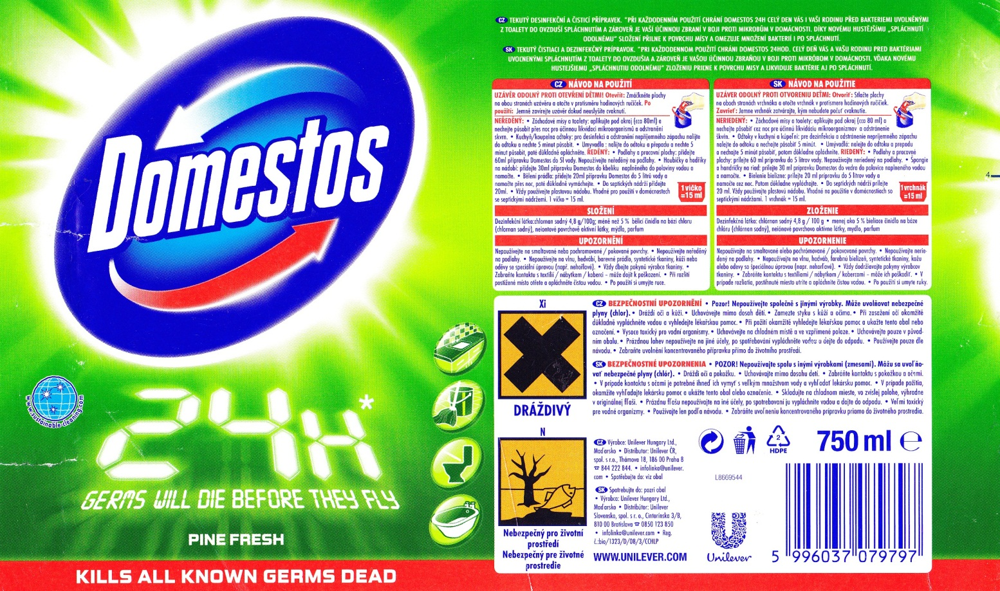 Domestos
www.sustainable-cleaning.com
24H*
GERMS WILL DIE BEFORE THEY FLY
PINE FRESH
KILLS ALL KNOWN GERMS DEAD
CZ TEKUTÝ DESINFEKČNÍ A ČISTICÍ PŘÍPRAVEK. *PŘI KAŽDODENNÍM POUŽITÍ CHRÁNÍ DOMESTOS 24H CELÝ DEN VÁS I VAŠI RODINU PŘED BAKTERIEMI UVOLNĚNÝMI
Z TOALETY DO OVZDUŠÍ SPLÁCHNUTÍM A ZÁROVEŇ JE VAŠÍ ÚČINNOU ZBRANÍ V BOJI PROTI MIKROBŮM V DOMÁCNOSTI. DÍKY NOVÉMU HUSTĚJŠÍMU „SPLÁCHNUTÍ
ODOLNÉMU" SLOŽENÍ PŘILNE K POVRCHU MÍSY A OMEZUJE MNOŽENÍ BAKTERIÍ I PO SPLÁCHNUTÍ.
SK TEKUTÝ ČISTIACI A DEZINFEKČNÝ PRÍPRAVOK. *PRI KAŽDODENNOM POUŽITÍ CHRÁNI DOMESTOS 24HOD. CELÝ DEŇ VÁS A VAŠU RODINU PRED BAKTÉRIAMI
UVOĽNENÝMI SPLÁCHNUTÍM Z TOALETY DO OVZDUŠIA A ZÁROVEŇ JE VAŠOU ÚČINNOU ZBRAŇOU V BOJI PROTI MIKRÓBOM V DOMÁCNOSTI. VĎAKA NOVÉMU
HUSTEJŠIEMU „SPLÁCHNUTIU ODOLNÉMU" ZLOŽENIU PRILNE K POVRCHU MISY A LIKVIDUJE BAKTÉRIE AJ PO SPLÁCHNUTÍ.
CZ NÁVOD NA POUŽITÍ
UZÁVĚR ODOLNÝ PROTI OTEVŘENÍ DĚTMI! Otevřít: Zmáčkněte plochy
na obou stranách uzávěru a otočte v protisměru hodinových ručiček. Po
použití: Jemně zavírejte uzávěr dokud neuslyšíte cvaknutí.
NEŘEDĚNÝ: • Záchodové mísy a toalety: aplikujte pod okraj (cca 80ml) a
nechejte působit přes noc pro účinnou likvidaci mikroorganismů a odstranění
skvrn. • Kuchyň/koupelna odtoky: pro desinfekci a odstranění nepříjemného zápachu nalijte
do odtoku a nechte 5 minut působit. • Umyvadla : nalijte do odtoku a přepadu a nechte 5
minut působit, poté důkladně opláchněte. ŘEDĚNÝ: • Podlahy a pracovní plochy: přidejte
60ml přípravku Domestos do 5l vody. Nepoužívejte neředěný na podlahy. • Houbičky a hadříky
na nádobí: přidejte 30ml přípravku Domestos do kbelíku naplněného do poloviny vodou a
namočte. • Bělení prádla: přidejte 20ml přípravku Domestos do 5 litrů vody a
namočte přes noc, poté důkladně vymáchejte. • Do septických nádrží přidejte
20ml. • Vždy používejte plastovou nádobu. Vhodné pro použití v domácnostech
se septickými nádržemi. 1 víčko = 15 ml.
1 víčko
=15 ml
SLOŽENÍ
Dezinfekční látka:chlornan sodný 4,8 g/100g; méně než 5 % bělicí činidla na bázi chloru
(chlornan sodný), neiontové povrchově aktivní látky, mýdlo, parfum
UPOZORNĚNÍ
Nepoužívejte na smaltované nebo pochromované / pokované povrchy. • Nepoužívejte neředěný
na podlahy. • Nepoužívejte na vlnu, hedvábí, barevné prádlo, syntetické tkaniny, kůži nebo
oděvy se speciální úpravou (např. nehořlavé). • Vždy dbejte pokynů výrobce tkaniny. •
Zabraňte kontaktu s textilií / nábytkem / koberci – může dojít k poškození. • Při rozlití
postižené místo otřete a opláchněte čistou vodou. • Po použití si umyjte ruce.
SK NÁVOD NA POUŽITIE
UZÁVER ODOLNÝ PROTI OTVORENIU DEŤMI: Otvoriť: Stlačte plochy
na oboch stranách vrchnáka a otočte vrchnák v protismere hodinových ručičiek.
Zavrieť: Jemne vrchnák zatvárajte, kým nebudete počuť cvaknutie.
NERIEDENÝ: • Záchodové misy a toalety: aplikujte pod okraj (cca 80 ml) a
nechajte pôsobiť cez noc pre účinnú likvidáciu mikroorganizmov a odstránenie
škvŕn. • Odtoky v kuchyni a kúpeľni: pre dezinfekciu a odstránenie nepríjemného zápachu
nalejte do odtoku a nechajte pôsobiť 5 minút. • Umývadlá: nalejte do odtoku a prepadu
a nechajte 5 minút pôsobiť, potom dôkladne opláchnite. RIEDENÝ: • Podlahy a pracovné
plochy: prilejte 60 ml prípravku do 5 litrov vody. Nepoužívajte neriedený na podlahy. • Špongie
a handričky na riad: prilejte 30 ml prípravku Domestos do vedra do polovice naplneného vodou
a namočte. • Bielenie bielizne: prilejte 20 ml prípravku do 5 litrov vody a
namočte cez noc. Potom dôkladne vypláchajte. • Do septických nádrží prilejte
20 ml. Vždy používajte plastovú nádobu. Vhodné na použitie v domácnostiach so
septickými nádržami. 1 vrchnák = 15 ml.
1 vrchnák
=15 ml
ZLOŽENIE
Dezinfekčná látka: chlórnan sodný 4,8 g / 100 g • menej ako 5 % bieliace činidlo na báze
chlóru (chlórnan sodný), neiónové povrchovo aktívne látky, mydlo, parfum
UPOZORNENIE
Nepoužívajte na smaltované alebo pochrómované / pokovované povrchy. • Nepoužívajte nerie-
dený na podlahy. • Nepoužívajte na vlnu, hodváb, farebnú bielizeň, syntetické tkaniny, kožu
alebo odevy so špeciálnou úpravou (napr. nehorľavé). • Vždy dodržiavajte pokyny výrobcov
tkaniny. • Zabráňte kontaktu s textíliami / nábytkom / kobercami – môže ich poškodiť. • V
prípade rozliatia, postihnuté miesto utrite a opláchnite čistou vodou. • Po použití si umyte ruky.
4
Xi
DRÁŽDIVÝ
N
Nebezpečný pro životní
prostředí
Nebezpečný pre životné
prostredie
CZ BEZPEČNOSTNÍ UPOZORNĚNÍ • Pozor! Nepoužívejte společně s jinými výrobky. Může uvolňovat nebezpečné
plyny (chlor). • Dráždí oči a kůži. • Uchovávejte mimo dosah dětí. • Zamezte styku s kůží a očima. • Při zasažení očí okamžitě
důkladně vypláchněte vodou a vyhledejte lékařskou pomoc. • Při požití okamžitě vyhledejte lékařskou pomoc a ukažte tento obal nebo
označení. • Vysoce toxický pro vodní organismy. • Uchovávejte na chladném místě a ve vzpřímené poloze. • Uchovávejte pouze v původ-
ním obalu. • Prázdnou lahev nepoužívejte na jiné účely, po spotřebování vypláchněte vodou a dejte do odpadu. • Používejte pouze dle
návodu. • Zabraňte uvolnění koncentrovaného přípravku přímo do životního prostředí.
SK BEZPEČNOSTNÉ UPOZORNENIA • POZOR! Nepoužívajte spolu s inými výrobkami (zmesami). Môžu sa uvoľňo-
vať nebezpečné plyny (chlór). • Dráždi oči a pokožku. • Uchovávajte mimo dosahu detí. • Zabráňte kontaktu s pokožkou a očami.
• V prípade kontaktu s očami je potrebné ihneď ich vymyť s veľkým množstvom vody a vyhľadať lekársku pomoc. • V prípade požitia,
okamžite vyhľadajte lekársku pomoc a ukážte tento obal alebo označenie. • Skladujte na chladnom mieste, vo zvislej polohe, výhradne
v originálnej fľaši. • Prázdnu fľašu nepoužívajte na iné účely, po spotrebovaní ju vypláchnite vodou a dajte do odpadu. • Veľmi toxický
pre vodné organizmy. • Používajte len podľa návodu. • Zabráňte uvoľneniu koncentrovaného prípravku priamo do životného prostredia.
CZ Výrobce: Unilever Hungary Ltd.,
Maďarsko • Distributor: Unilever ČR,
spol. s r.o., Thámova 18, 186 00 Praha 8
☎ 844 222 844. • infolinka@unilever.
com • Spotřebujte do: viz obal
SK Spotrebujte do: pozri obal
• Výrobca: Unilever Hungary Ltd.,
Maďarsko • Distribútor: Unilever
Slovensko, spol. s r. o., Cintorínska 3/B,
810 00 Bratislava ☎ 0850 123 850
• infolinka@unilever.com • Reg.
č.:bio/1323/D/08/3/CCHLP
WWW.UNILEVER.COM
2
HDPE
750 ml ℮
L8669544
Unilever
5 996037 079797